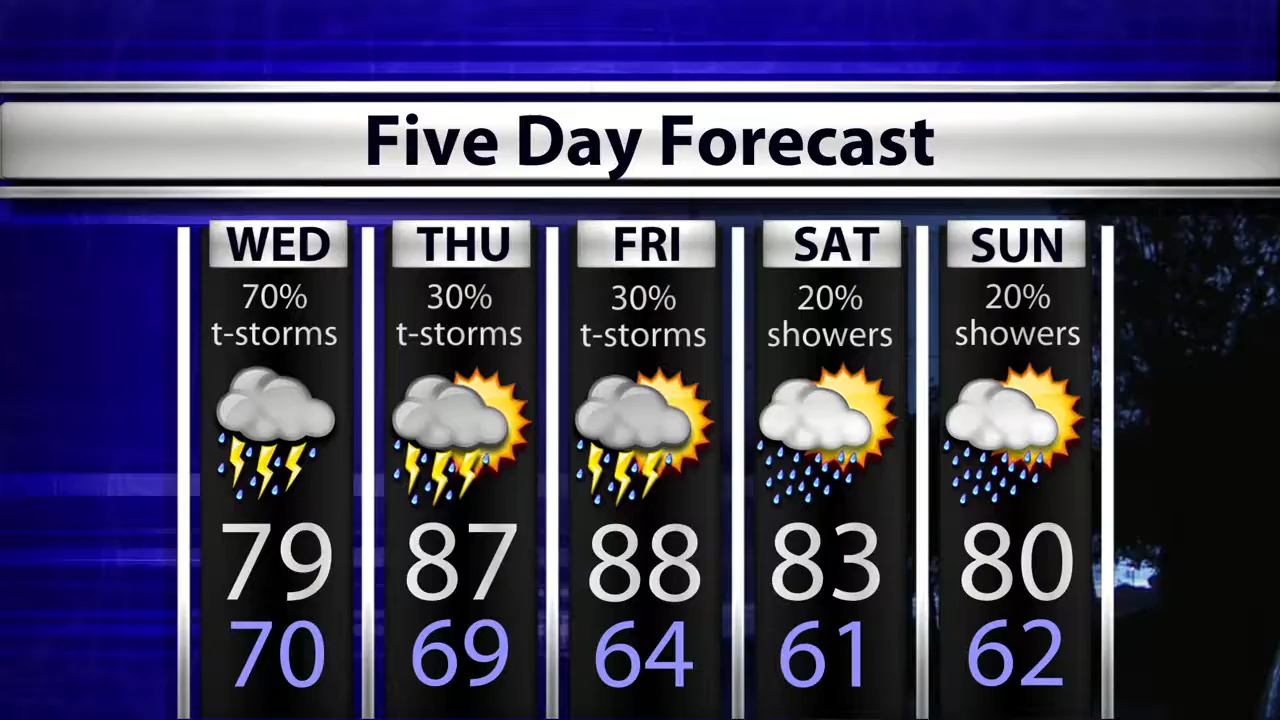 Five Day Forecast
WED THU FRI SAT SUN
70% 30% 30% 20% 20%
t-storms t-storms t-storms showers showers
79 87 88 83 80
70 69 64 61 62